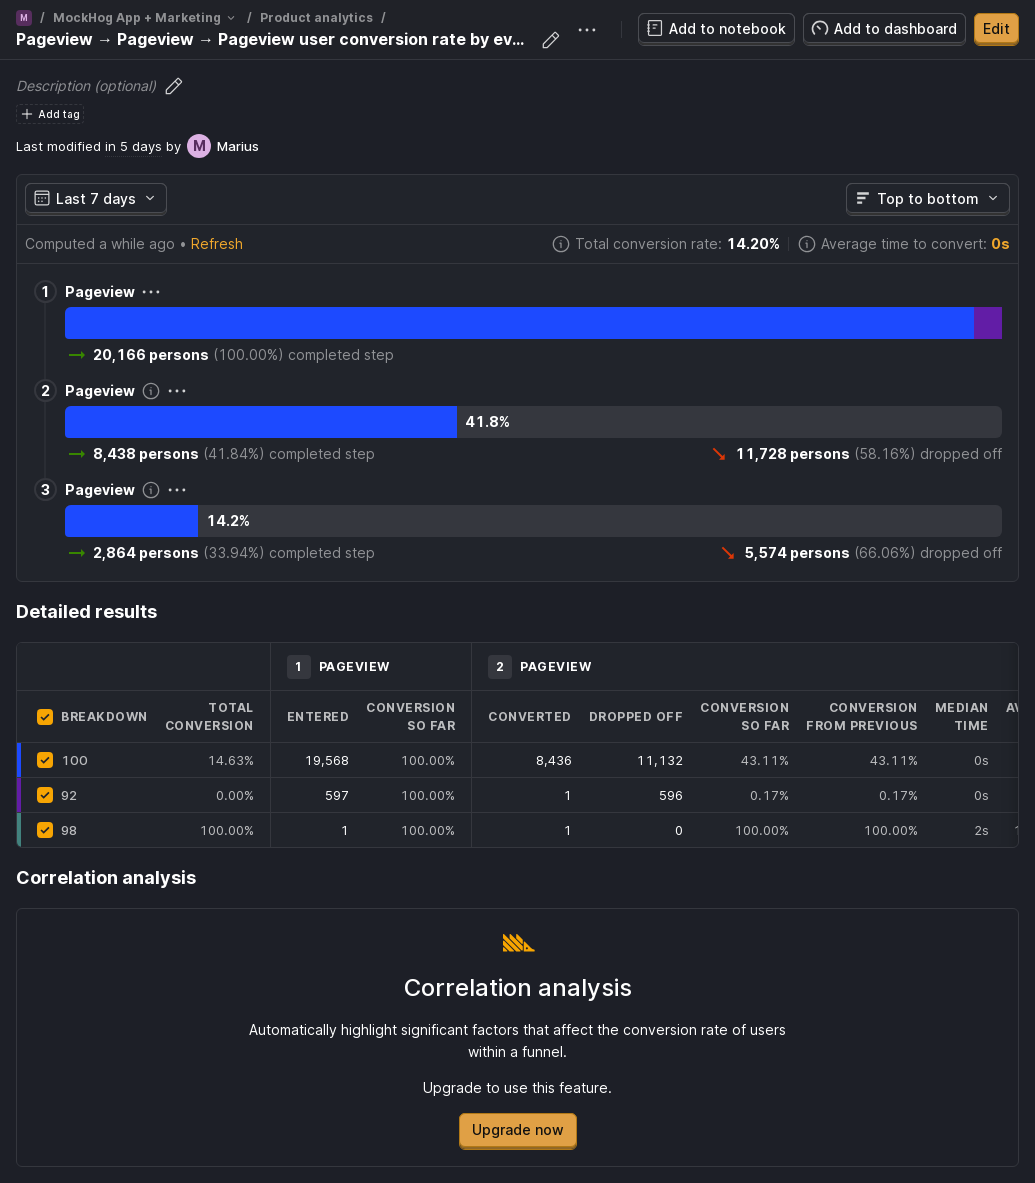 M / MockHog App + Marketing / Product analytics /
Pageview → Pageview → Pageview user conversion rate by ev...
Add to notebook
Add to dashboard
Edit
Description (optional)
Add tag
Last modified in 5 days by M Marius
Last 7 days
Top to bottom
Computed a while ago • Refresh
Total conversion rate: 14.20%
Average time to convert: 0s
1 Pageview
20,166 persons (100.00%) completed step
2 Pageview
41.8%
8,438 persons (41.84%) completed step
11,728 persons (58.16%) dropped off
3 Pageview
14.2%
2,864 persons (33.94%) completed step
5,574 persons (66.06%) dropped off
Detailed results
1 PAGEVIEW 2 PAGEVIEW
BREAKDOWN TOTAL CONVERSION ENTERED CONVERSION SO FAR CONVERTED DROPPED OFF CONVERSION SO FAR CONVERSION FROM PREVIOUS MEDIAN TIME
100 14.63% 19,568 100.00% 8,436 11,132 43.11% 43.11% 0s
92 0.00% 597 100.00% 1 596 0.17% 0.17% 0s
98 100.00% 1 100.00% 1 0 100.00% 100.00% 2s
Correlation analysis
Correlation analysis
Automatically highlight significant factors that affect the conversion rate of users
within a funnel.
Upgrade to use this feature.
Upgrade now